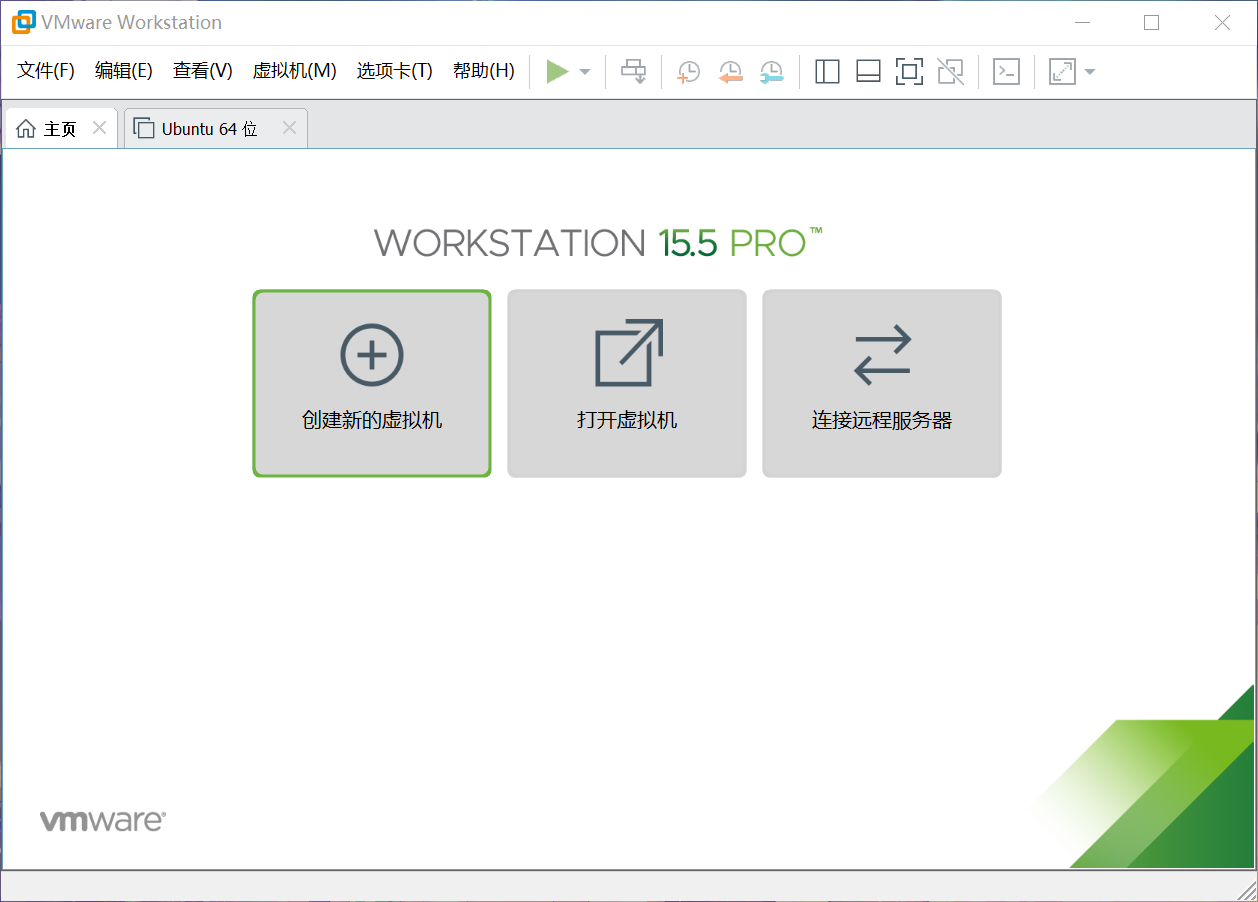 VMware Workstation
文件(F) 编辑(E) 查看(V) 虚拟机(M) 选项卡(T) 帮助(H)
主页 Ubuntu 64 位
WORKSTATION 15.5 PRO™
创建新的虚拟机 打开虚拟机 连接远程服务器
vmware®